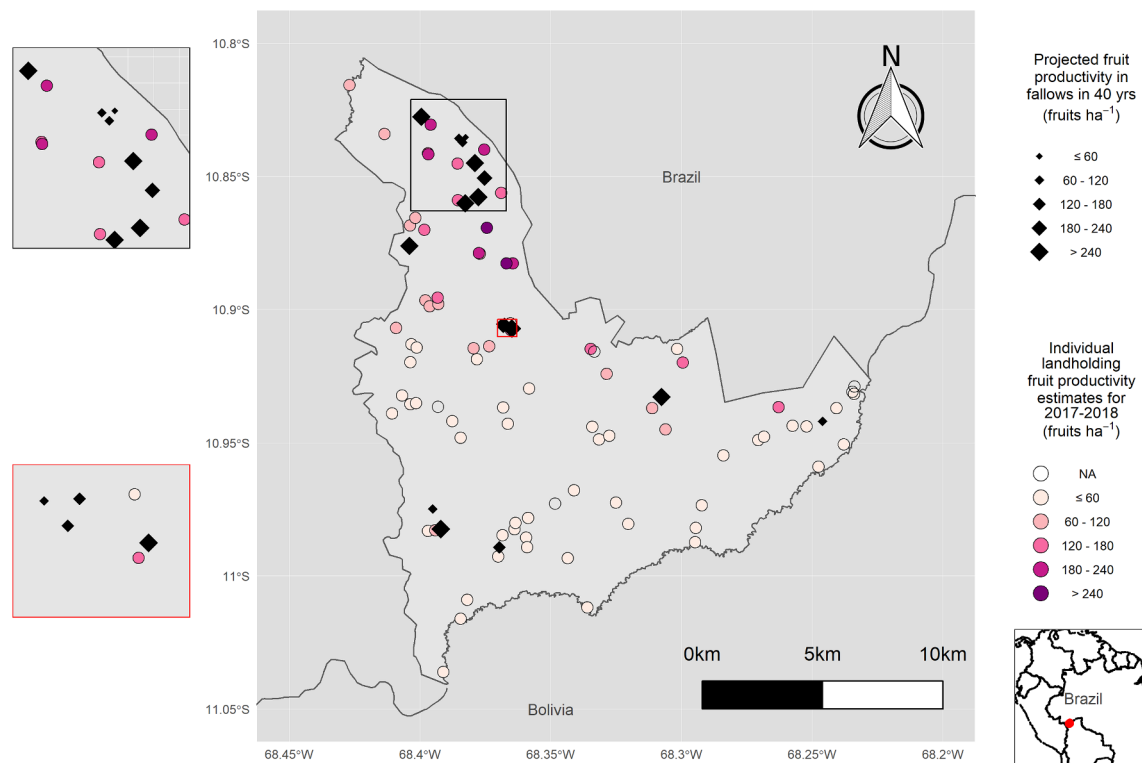 10.8°S
10.85°S
10.9°S
10.95°S
11°S
11.05°S
68.45°W
68.4°W
68.35°W
68.3°W
68.25°W
68.2°W
N
Brazil
Bolivia
0km
5km
10km
Projected fruit
productivity in
fallows in 40 yrs
(fruits ha⁻¹)
≤ 60
60 - 120
120 - 180
180 - 240
> 240
Individual
landholding
fruit productivity
estimates for
2017-2018
(fruits ha⁻¹)
NA
≤ 60
60 - 120
120 - 180
180 - 240
> 240
Brazil